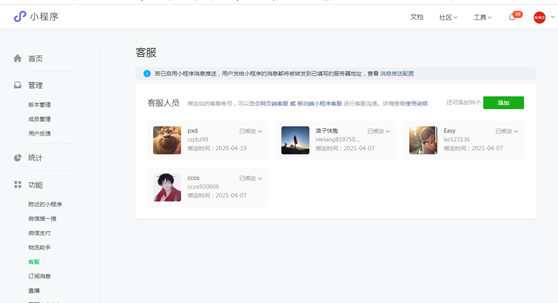 小程序
文档
社区
工具
首页
管理
版本管理
成员管理
用户反馈
统计
功能
附近的小程序
微信搜一搜
微信支付
物流助手
客服
订阅消息
直播
客服
若已启用小程序消息推送，用户发给小程序的消息都将被转发到已填写的服务器地址，查看 消息推送配置
客服人员
绑定后的客服帐号，可以登录网页端客服 或 移动端小程序客服 进行客服沟通。详情查看使用说明
还可添加96个
添加
pxd
已绑定
绑定时间：2020-04-19
浪子快跑
已绑定
nielang819750...
绑定时间：2021-04-07
Easy
已绑定
绑定时间：2021-04-07
ccos
已绑定
ccos930606
绑定时间：2021-04-07